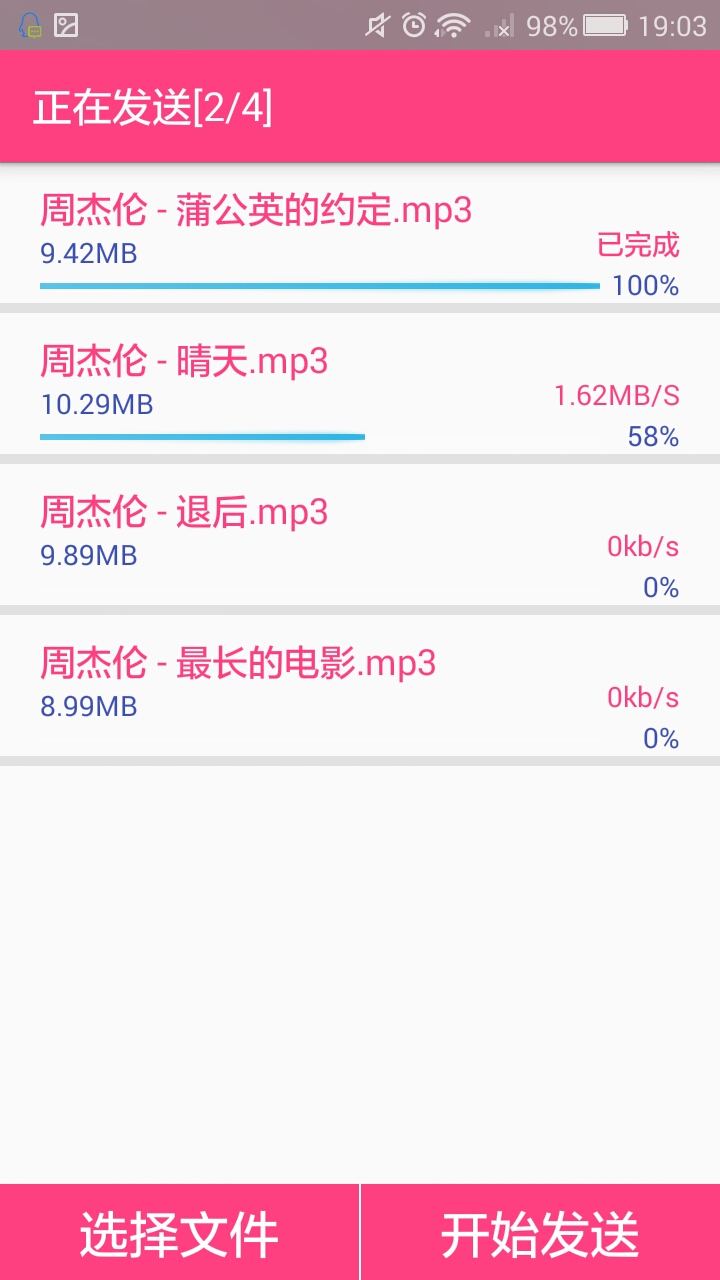 98% 19:03
正在发送[2/4]
周杰伦 - 蒲公英的约定.mp3
9.42MB
已完成
100%
周杰伦 - 晴天.mp3
10.29MB
1.62MB/S
58%
周杰伦 - 退后.mp3
9.89MB
0kb/s
0%
周杰伦 - 最长的电影.mp3
8.99MB
0kb/s
0%
选择文件 开始发送